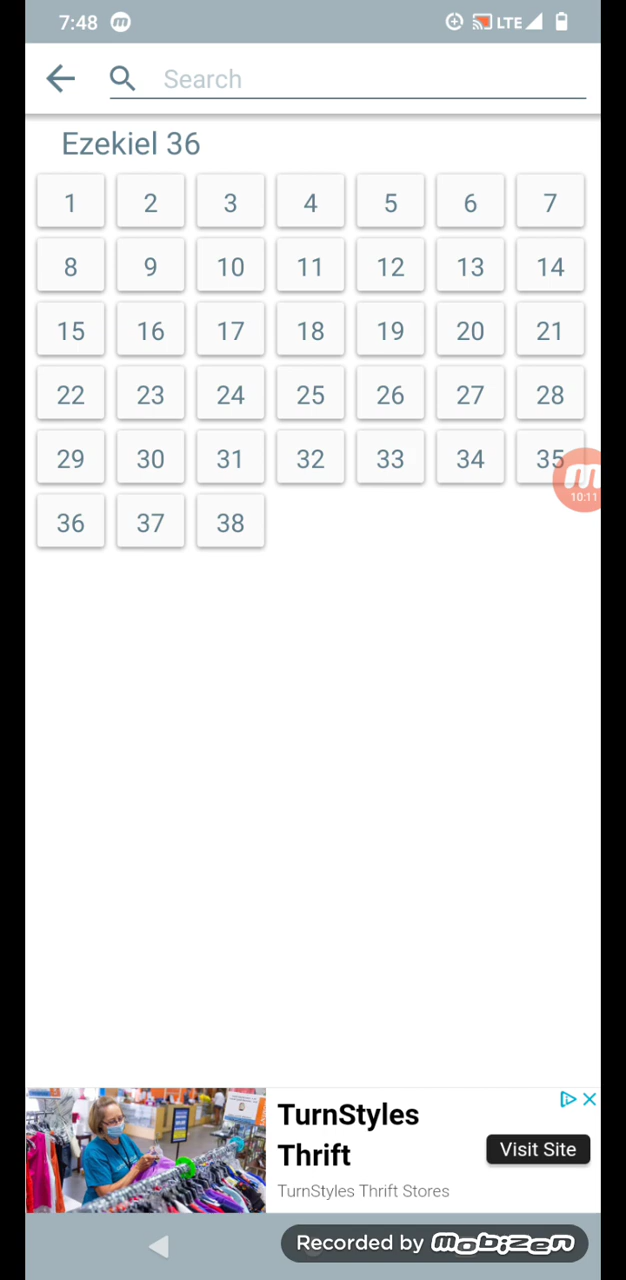 7:48 m LTE
Search
Ezekiel 36
1 2 3 4 5 6 7
8 9 10 11 12 13 14
15 16 17 18 19 20 21
22 23 24 25 26 27 28
29 30 31 32 33 34 35
m
10:11
36 37 38
TurnStyles
Thrift
Visit Site
TurnStyles Thrift Stores
Recorded by mobizen